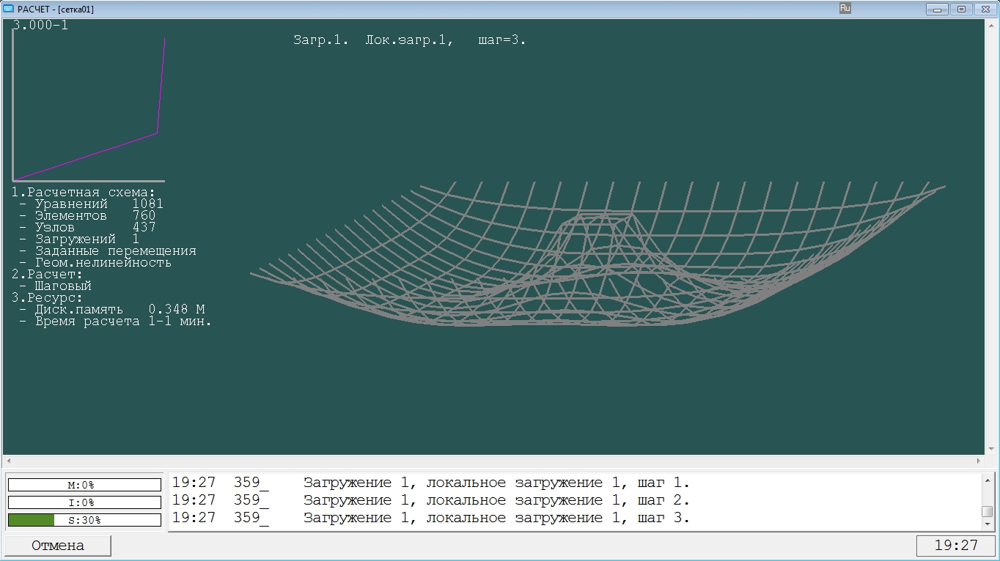 РАСЧЕТ - [сетка01]
Ru
3.000-1
Загр.1. Лок.загр.1, шаг=3.
1.Расчетная схема:
- Уравнений 1081
- Элементов 760
- Узлов 437
- Загружений 1
- Заданные перемещения
- Геом.нелинейность
2.Расчет:
- Шаговый
3.Ресурс:
- Диск.память 0.348 М
- Время расчета 1-1 мин.
M:0%
I:0%
S:30%
19:27 359_ Загружение 1, локальное загружение 1, шаг 1.
19:27 359_ Загружение 1, локальное загружение 1, шаг 2.
19:27 359_ Загружение 1, локальное загружение 1, шаг 3.
Отмена
19:27